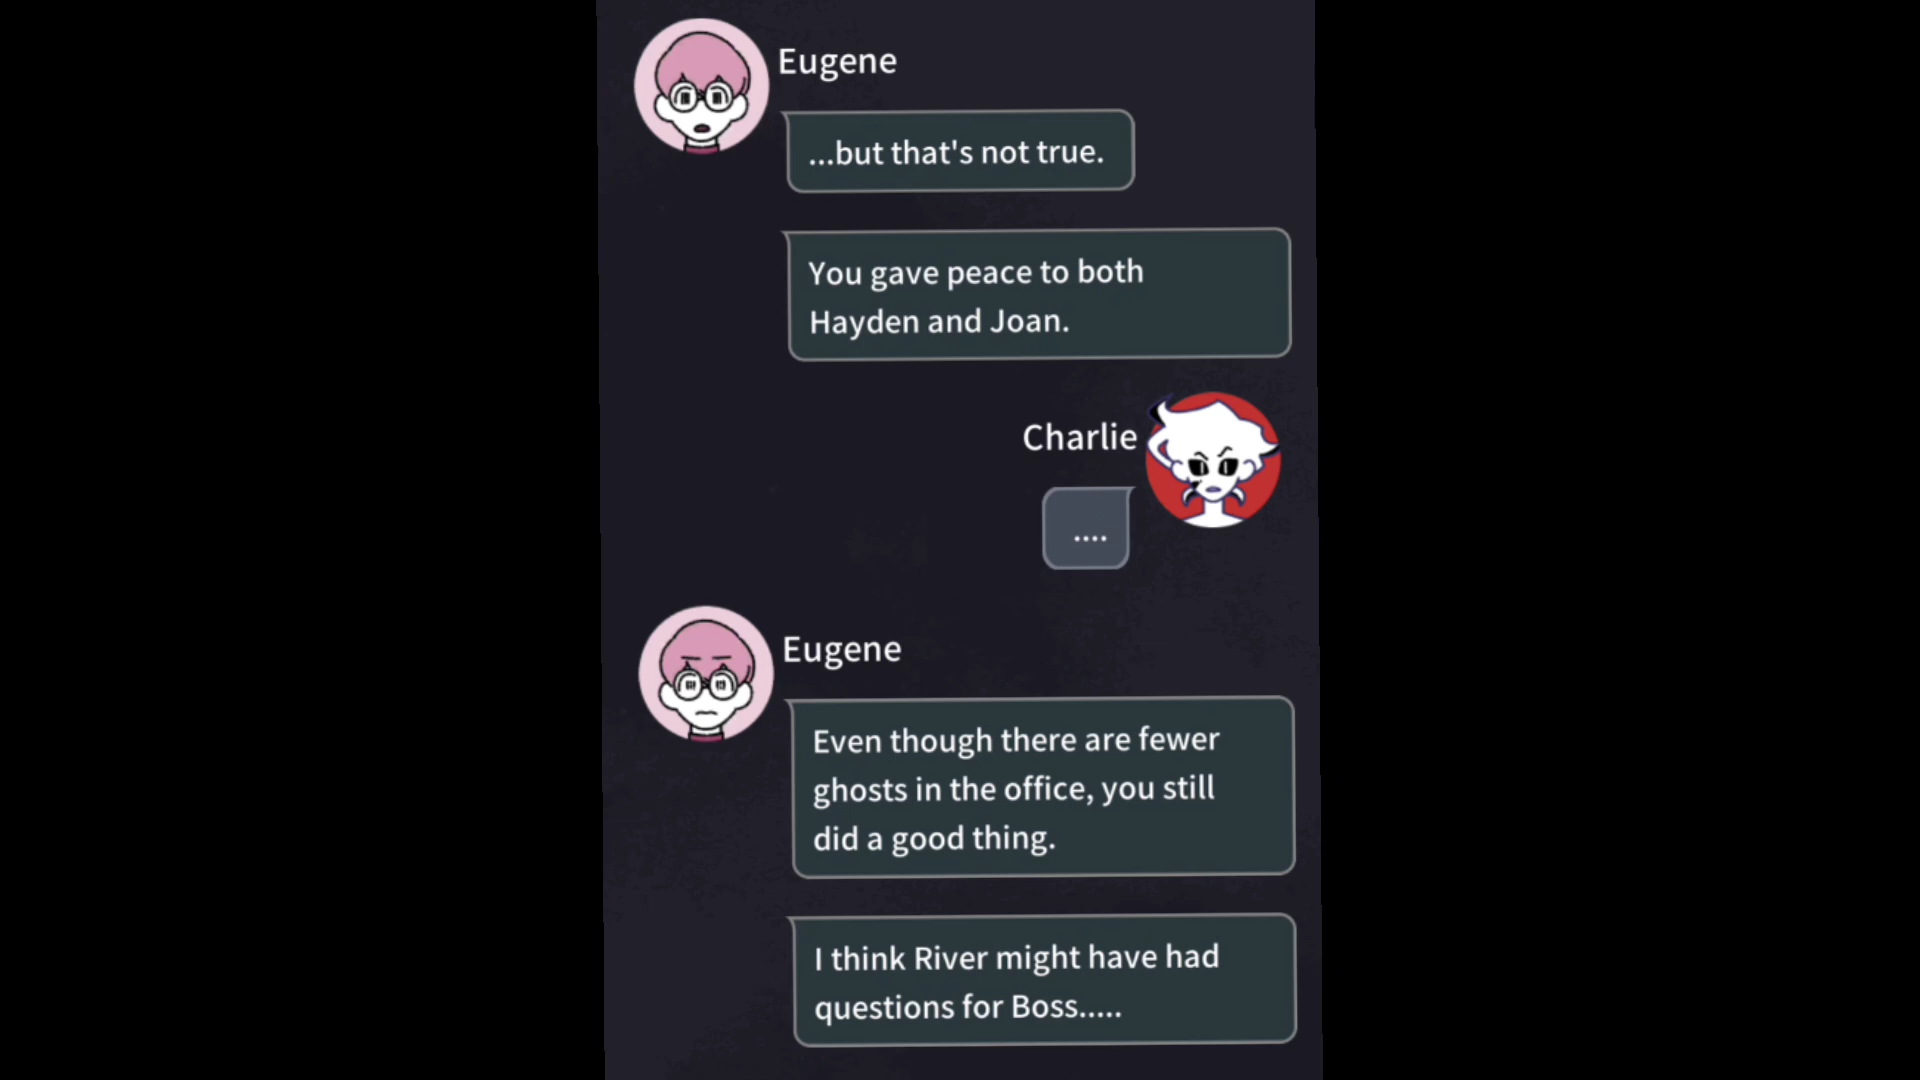 Eugene
...but that's not true.
You gave peace to both
Hayden and Joan.
Charlie
....
Eugene
Even though there are fewer
ghosts in the office, you still
did a good thing.
I think River might have had
questions for Boss.....